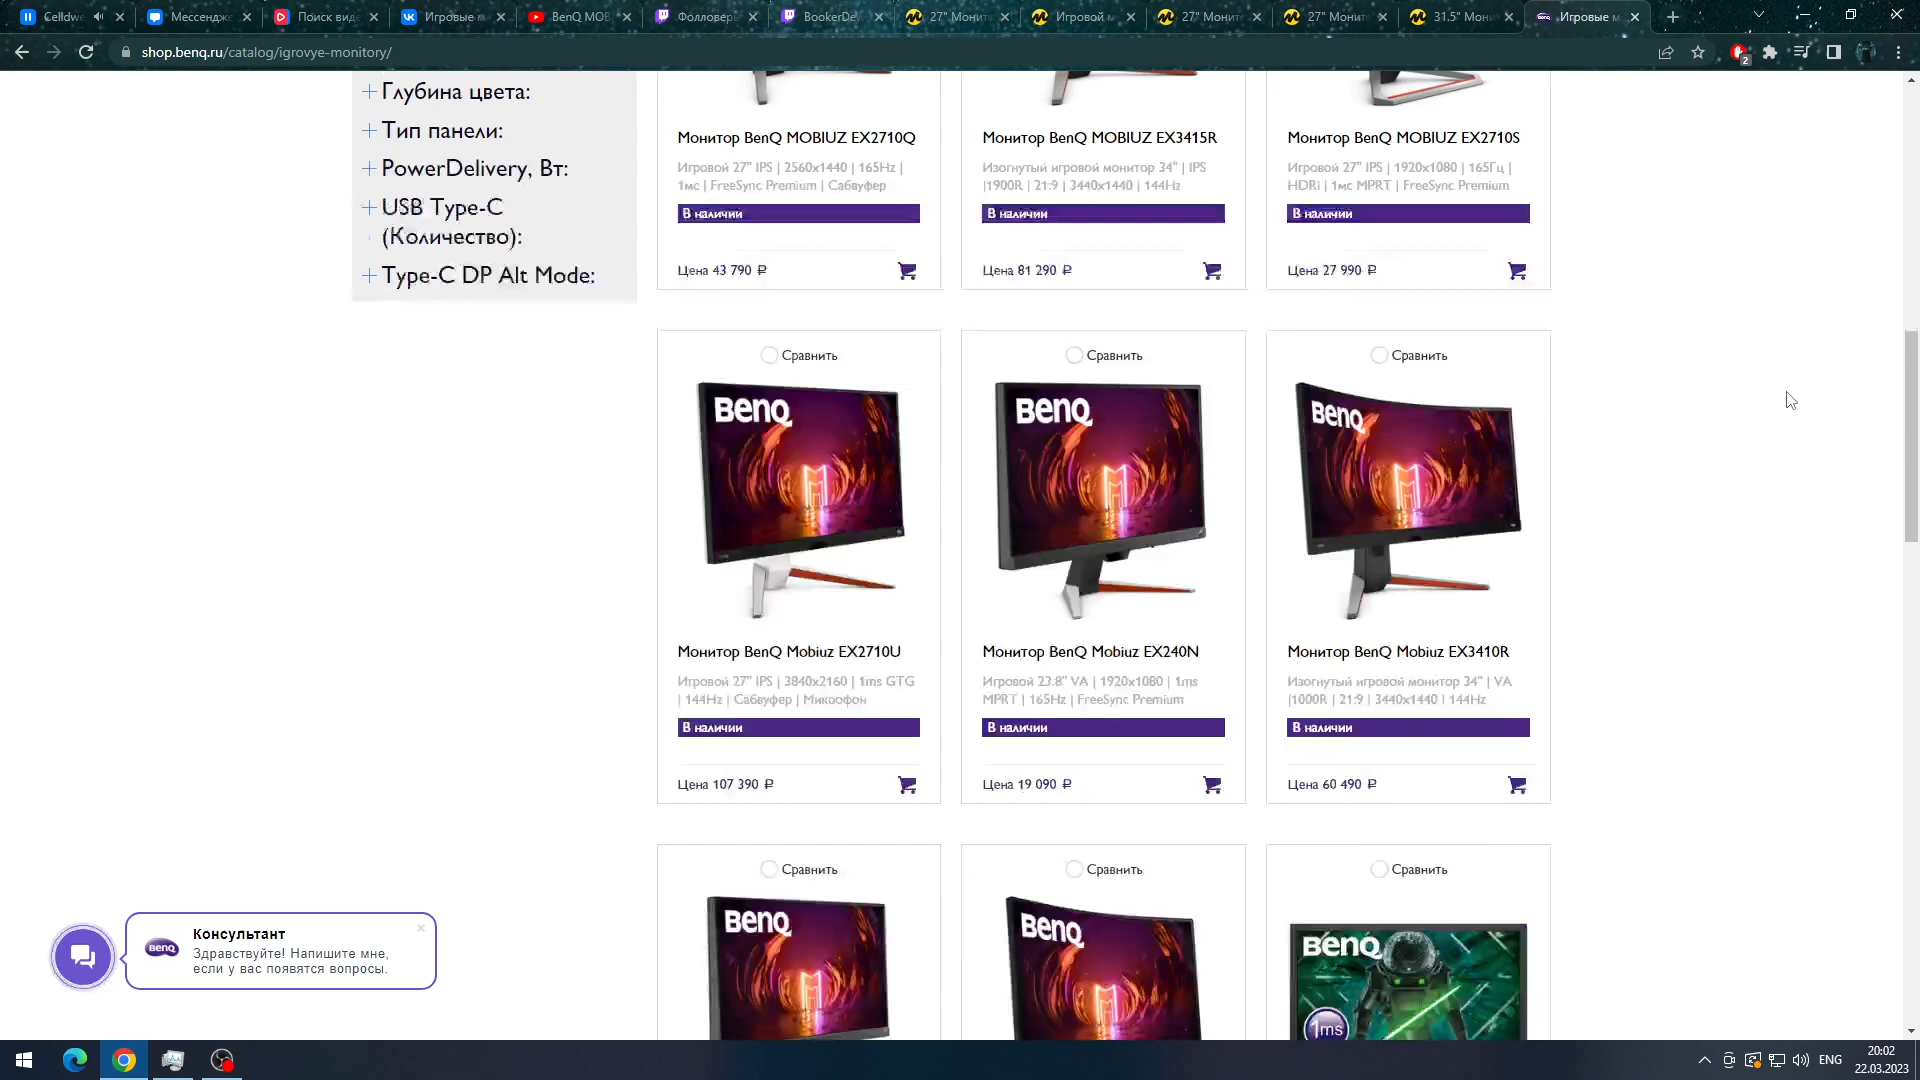 Celldwe
Мессендже
Поиск виде
Игровые м
BenQ MOB
Фолловер
BookerDe
27" Монит
Игровой м
27" Монит
27" Монит
31.5" Мони
Игровые м
shop.benq.ru/catalog/igrovye-monitory/
2
Глубина цвета:
Тип панели:
PowerDelivery, Вт:
USB Type-C
(Количество):
Type-C DP Alt Mode:
Монитор BenQ MOBIUZ EX2710Q
Игровой 27" IPS | 2560x1440 | 165Hz |
1мс | FreeSync Premium | Сабвуфер
В наличии
Цена 43 790 ₽
Монитор BenQ MOBIUZ EX3415R
Изогнутый игровой монитор 34" | IPS
|1900R | 21:9 | 3440x1440 | 144Hz
В наличии
Цена 81 290 ₽
Монитор BenQ MOBIUZ EX2710S
Игровой 27" IPS | 1920x1080 | 165Гц |
HDRi | 1мс MPRT | FreeSync Premium
В наличии
Цена 27 990 ₽
Сравнить
BenQ
Монитор BenQ Mobiuz EX2710U
Игровой 27" IPS | 3840x2160 | 1ms GTG
| 144Hz | Сабвуфер | Микрофон
В наличии
Цена 107 390 ₽
Сравнить
BenQ
Монитор BenQ Mobiuz EX240N
Игровой 23.8" VA | 1920x1080 | 1ms
MPRT | 165Hz | FreeSync Premium
В наличии
Цена 19 090 ₽
Сравнить
BenQ
Монитор BenQ Mobiuz EX3410R
Изогнутый игровой монитор 34" | VA
|1000R | 21:9 | 3440x1440 | 144Hz
В наличии
Цена 60 490 ₽
Сравнить
BenQ
Сравнить
BenQ
Сравнить
BenQ
1ms
BenQ
Консультант
Здравствуйте! Напишите мне,
если у вас появятся вопросы.
ENG
20:02
22.03.2023